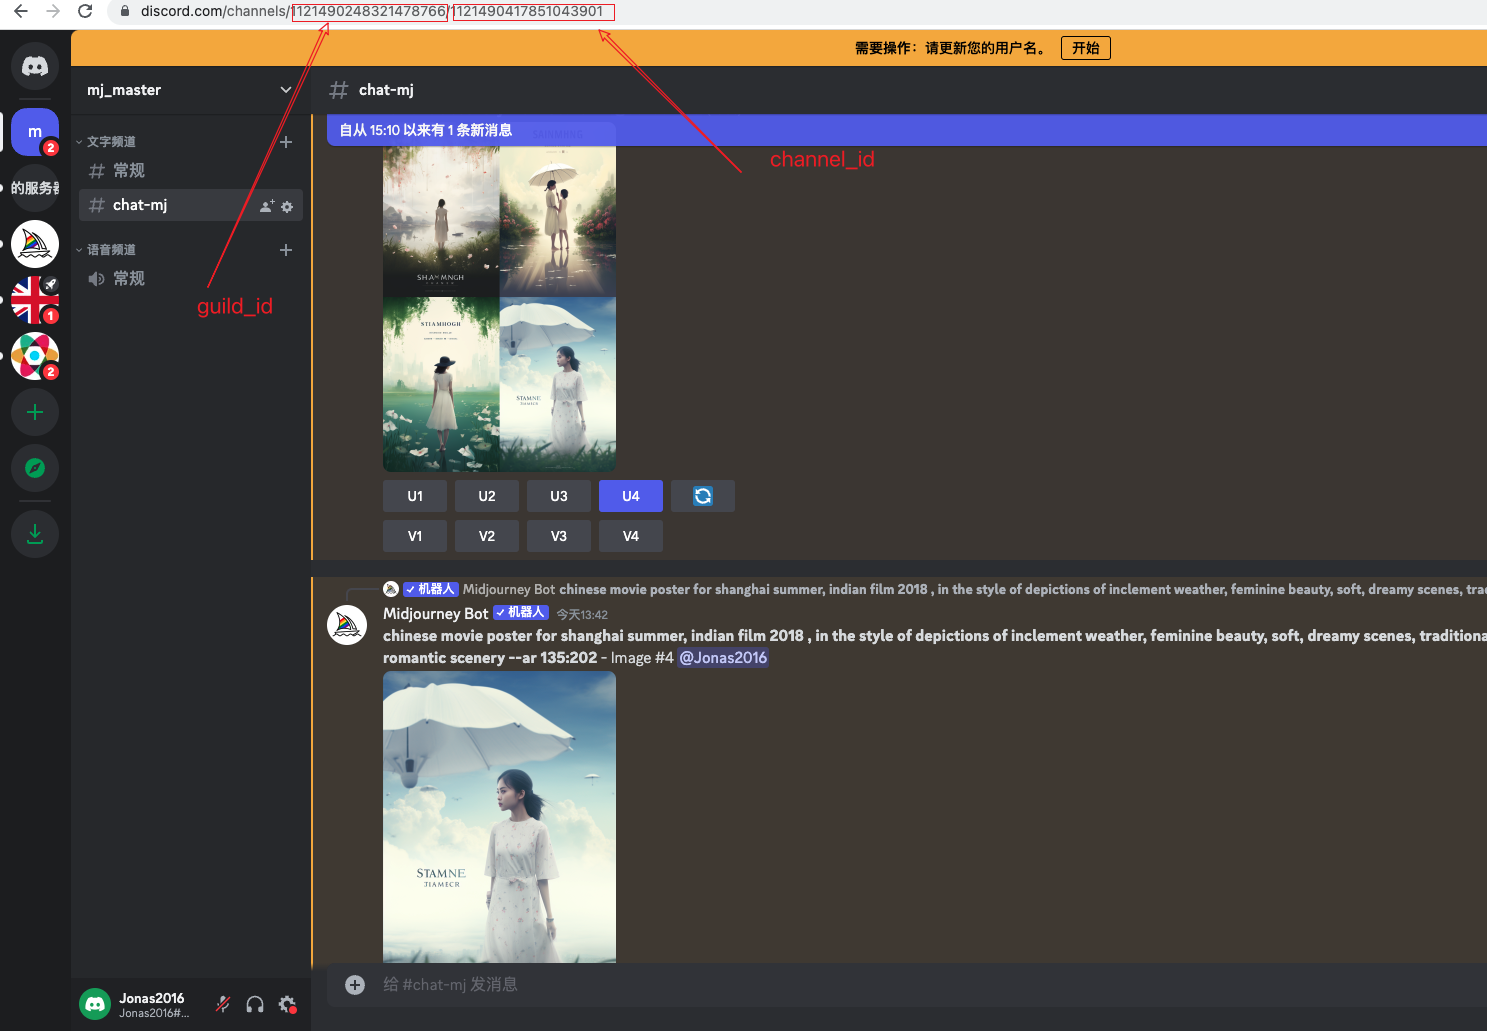 discord.com/channels/1121490248321478766/1121490417851043901
需要操作：请更新您的用户名。 开始
mj_master
chat-mj
自从 15:10 以来有 1 条新消息
channel_id
guild_id
m
2
的服务器
1
2
文字频道
常规
chat-mj
语音频道
常规
SHAM MNGH
STIAMHOGH
STAMNE
JIAMECR
U1 U2 U3 U4
V1 V2 V3 V4
机器人 Midjourney Bot chinese movie poster for shanghai summer, indian film 2018 , in the style of depictions of inclement weather, feminine beauty, soft, dreamy scenes, trad
Midjourney Bot 机器人 今天13:42
chinese movie poster for shanghai summer, indian film 2018 , in the style of depictions of inclement weather, feminine beauty, soft, dreamy scenes, traditiona
romantic scenery --ar 135:202 - Image #4 @Jonas2016
STAMNE
JIAMECR
给 #chat-mj 发消息
Jonas2016
Jonas2016#...